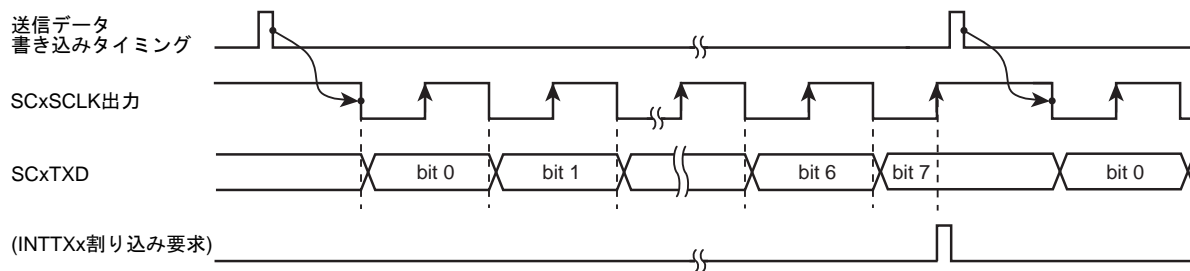 送信データ
書き込みタイミング
SCxSCLK出力
SCxTXD
bit 0
bit 1
bit 6
bit 7
bit 0
(INTTXx割り込み要求)